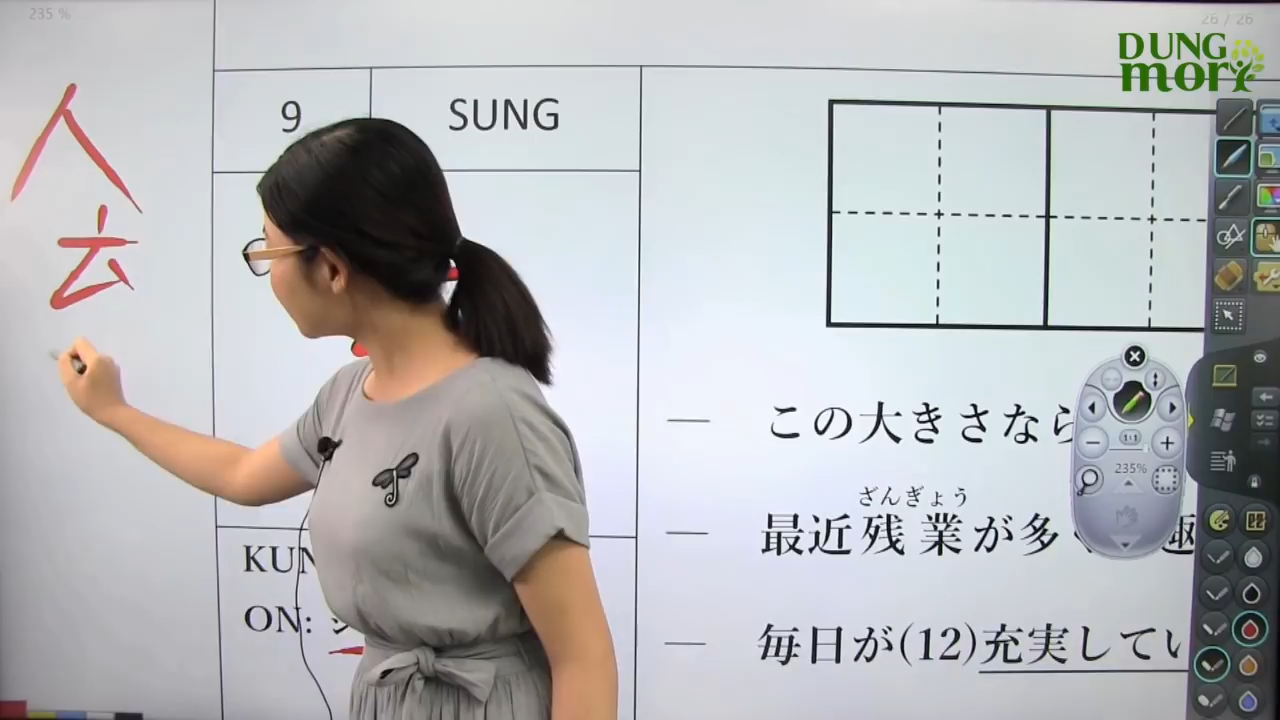 235 %
26 / 26
DUNG
mori
人
9
SUNG
云
この大きさなら
235%
ざんぎょう
最近残業が多
KUN
ON:
毎日が(12)充実してい